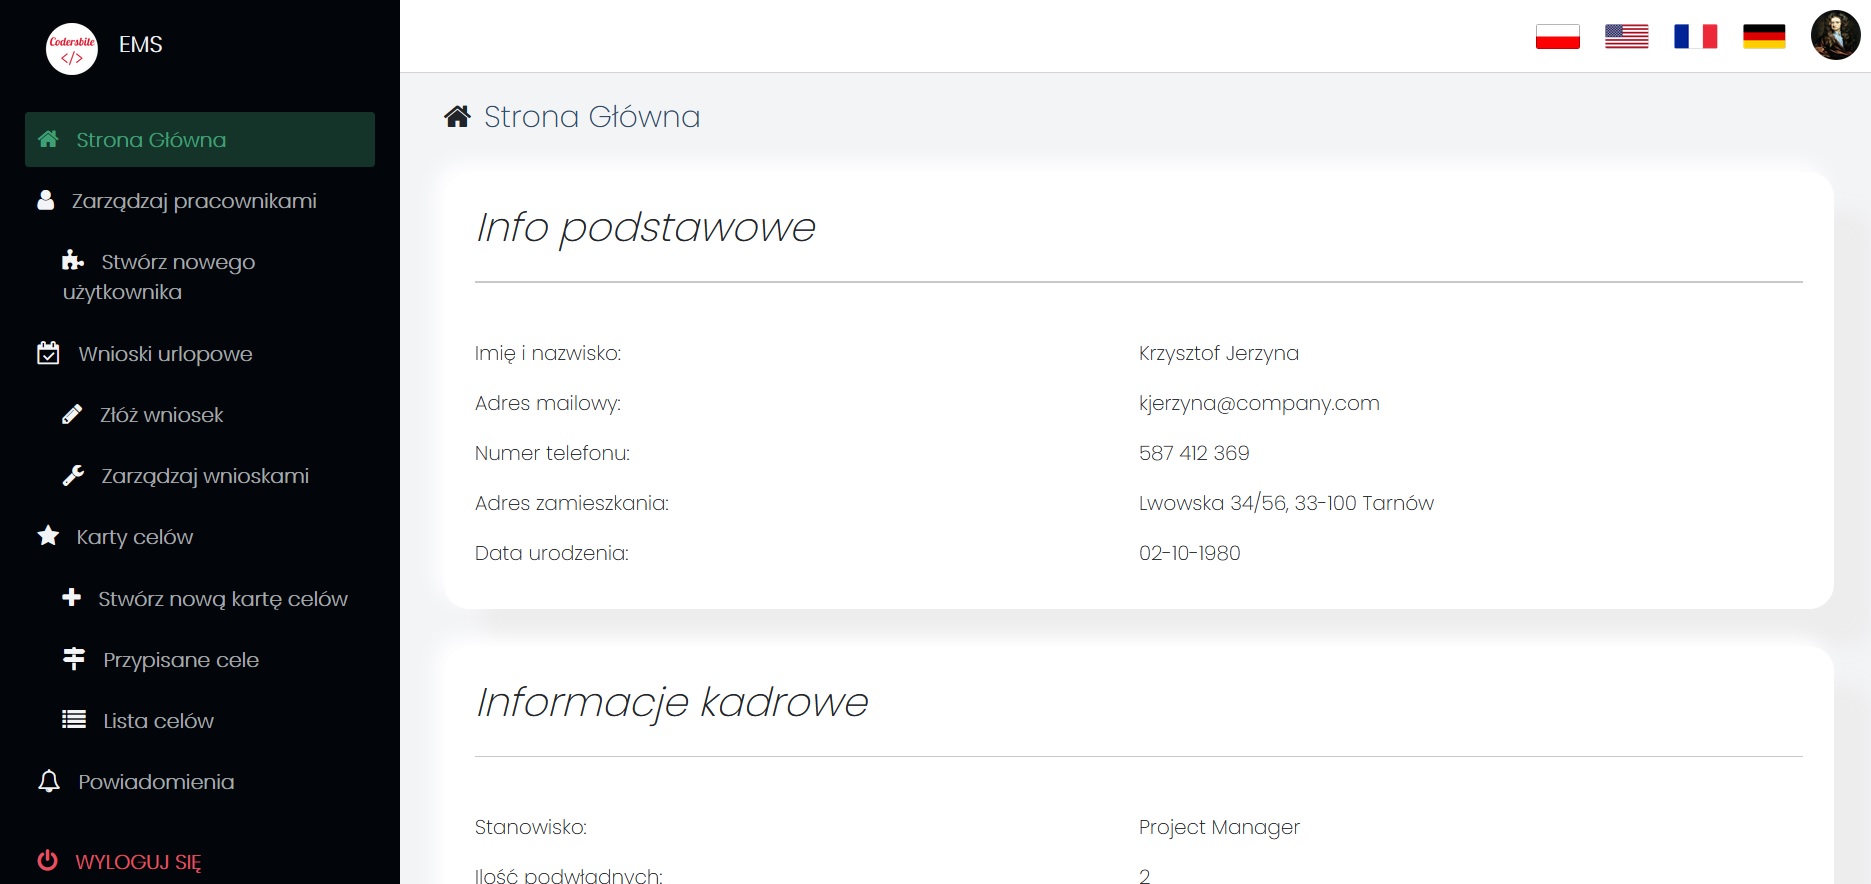 Codersbite
</>
EMS
Strona Główna
Zarządzaj pracownikami
Stwórz nowego
użytkownika
Wnioski urlopowe
Złóż wniosek
Zarządzaj wnioskami
Karty celów
Stwórz nową kartę celów
Przypisane cele
Lista celów
Powiadomienia
WYLOGUJ SIĘ
Strona Główna
Info podstawowe
Imię i nazwisko: Krzysztof Jerzyna
Adres mailowy: kjerzyna@company.com
Numer telefonu: 587 412 369
Adres zamieszkania: Lwowska 34/56, 33-100 Tarnów
Data urodzenia: 02-10-1980
Informacje kadrowe
Stanowisko: Project Manager
Ilość podwładnych: 2